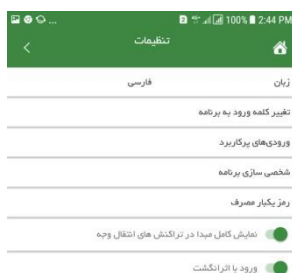 ... 100% 2:44 PM
تنظیمات
زبان فارسی
تغییر کلمه ورود به برنامه
ورودی‌های پرکاربرد
شخصی سازی برنامه
رمز یکبار مصرف
نمایش کامل مبدا در تراکنش های انتقال وجه
ورود با اثرانگشت